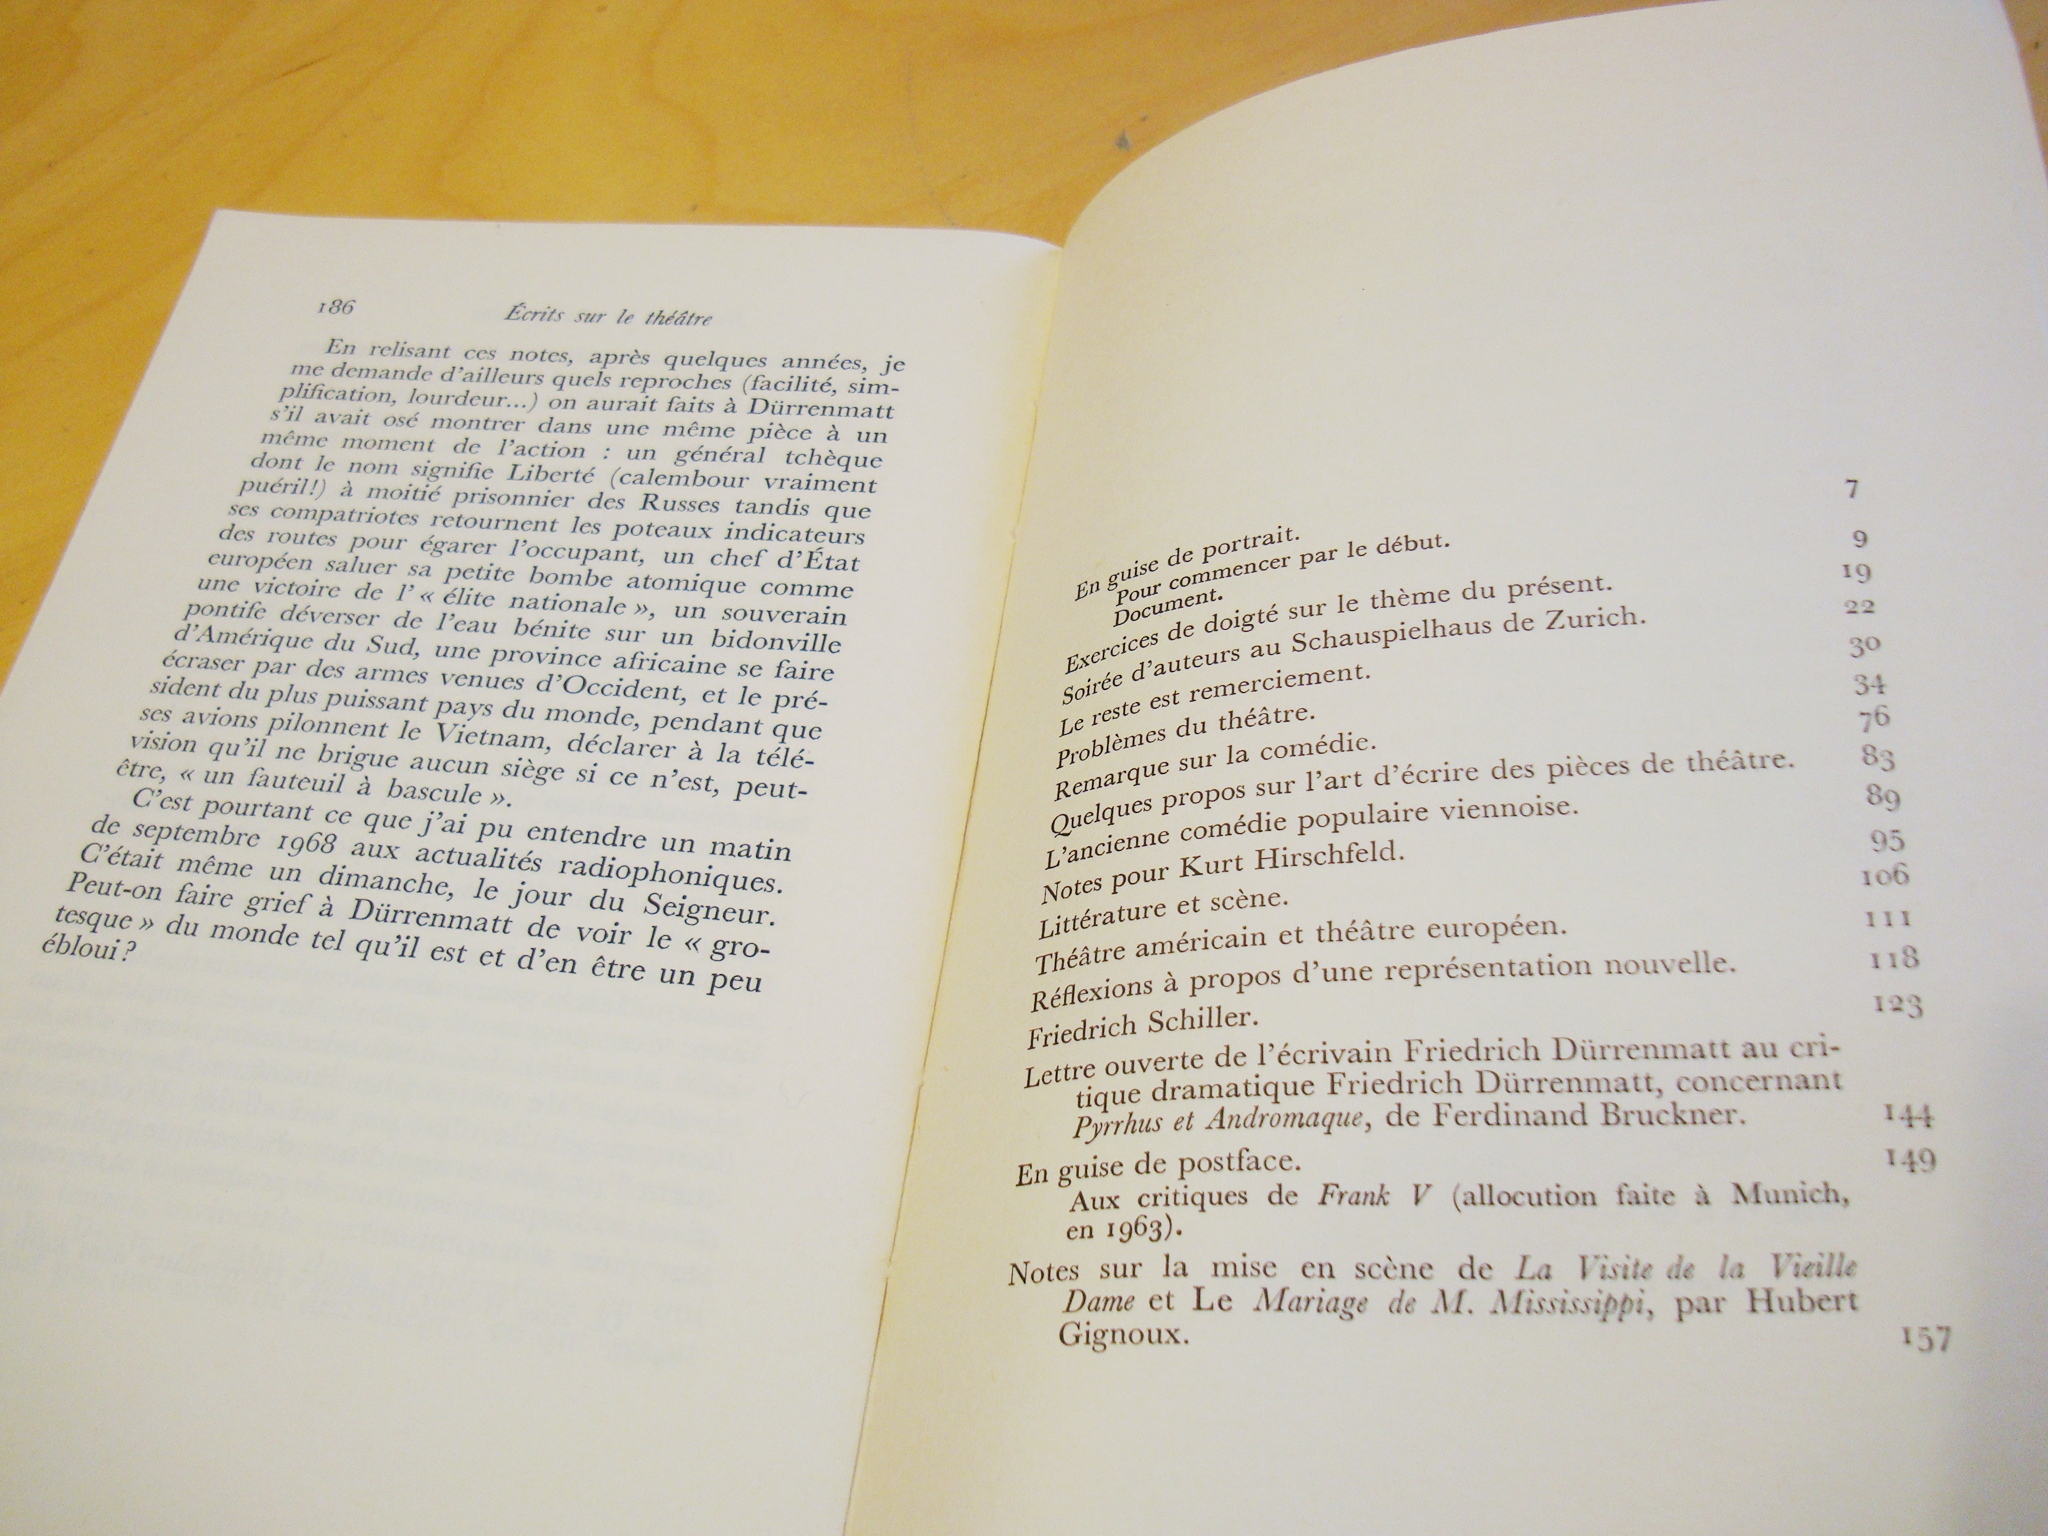 186 Écrits sur le théâtre
En relisant ces notes, après quelques années, je
me demande d'ailleurs quels reproches (facilité, sim-
plification, lourdeur...) on aurait faits à Dürrenmatt
s'il avait osé montrer dans une même pièce à un
même moment de l'action : un général tchèque
dont le nom signifie Liberté (calembour vraiment
puéril!) à moitié prisonnier des Russes tandis que
ses compatriotes retournent les poteaux indicateurs
des routes pour égarer l'occupant, un chef d'État
européen saluer sa petite bombe atomique comme
une victoire de l' « élite nationale », un souverain
pontife déverser de l'eau bénite sur un bidonville
d'Amérique du Sud, une province africaine se faire
écraser par des armes venues d'Occident, et le pré-
sident du plus puissant pays du monde, pendant que
ses avions pilonnent le Vietnam, déclarer à la télé-
vision qu'il ne brigue aucun siège si ce n'est, peut-
être, « un fauteuil à bascule ».
C'est pourtant ce que j'ai pu entendre un matin
de septembre 1968 aux actualités radiophoniques.
C'était même un dimanche, le jour du Seigneur.
Peut-on faire grief à Dürrenmatt de voir le « gro-
tesque » du monde tel qu'il est et d'en être un peu
ébloui?
En guise de portrait. 7
Pour commencer par le début.
Document. 9
Exercices de doigté sur le thème du présent. 19
Soirée d'auteurs au Schauspielhaus de Zurich. 22
Le reste est remerciement. 30
Problèmes du théâtre. 34
Remarque sur la comédie. 76
Quelques propos sur l'art d'écrire des pièces de théâtre. 83
L'ancienne comédie populaire viennoise. 89
Notes pour Kurt Hirschfeld. 95
Littérature et scène. 106
Théâtre américain et théâtre européen. 111
Réflexions à propos d'une représentation nouvelle. 118
Friedrich Schiller. 123
Lettre ouverte de l'écrivain Friedrich Dürrenmatt au cri-
tique dramatique Friedrich Dürrenmatt, concernant
Pyrrhus et Andromaque, de Ferdinand Bruckner. 144
En guise de postface. 149
Aux critiques de Frank V (allocution faite à Munich,
en 1963).
Notes sur la mise en scène de La Visite de la Vieille
Dame et Le Mariage de M. Mississippi, par Hubert
Gignoux. 157